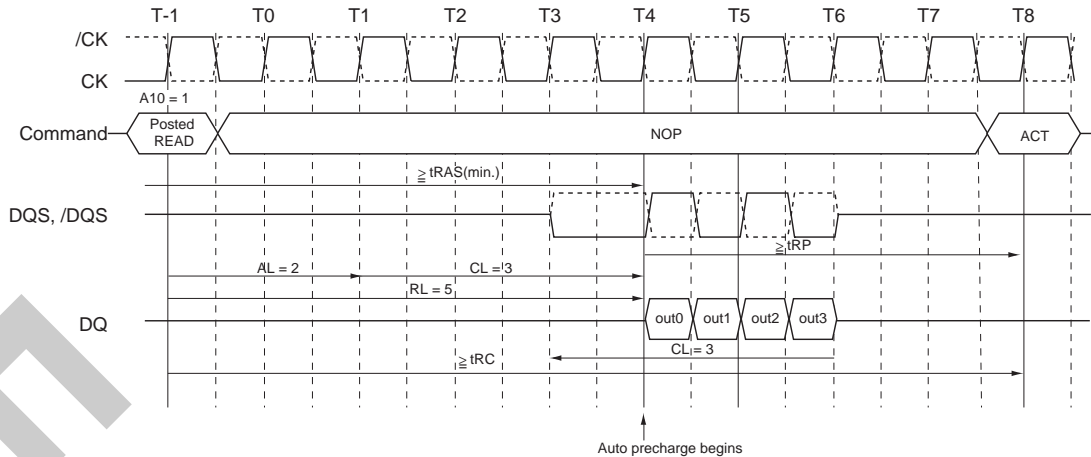 T-1 T0 T1 T2 T3 T4 T5 T6 T7 T8
/CK
CK
A10 = 1
Command
Posted
READ
NOP
ACT
≧ tRAS(min.)
DQS, /DQS
≧ tRP
AL = 2
CL = 3
RL = 5
DQ
out0 out1 out2 out3
CL = 3
≧ tRC
Auto precharge begins